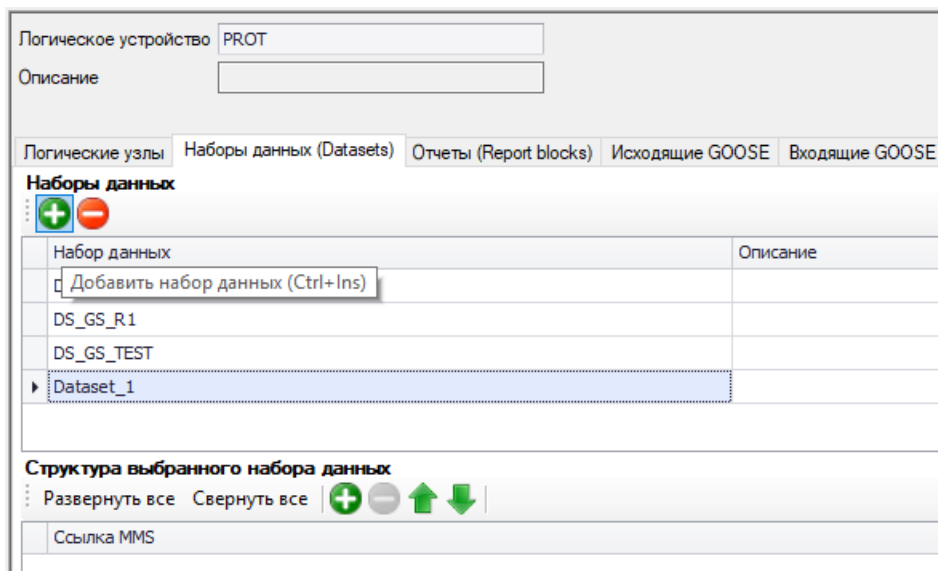 Логическое устройство PROT
Описание
Логические узлы Наборы данных (Datasets) Отчеты (Report blocks) Исходящие GOOSE Входящие GOOSE
Наборы данных
Набор данных Описание
Добавить набор данных (Ctrl+Ins)
DS_GS_R1
DS_GS_TEST
Dataset_1
Структура выбранного набора данных
Развернуть все Свернуть все
Ссылка MMS